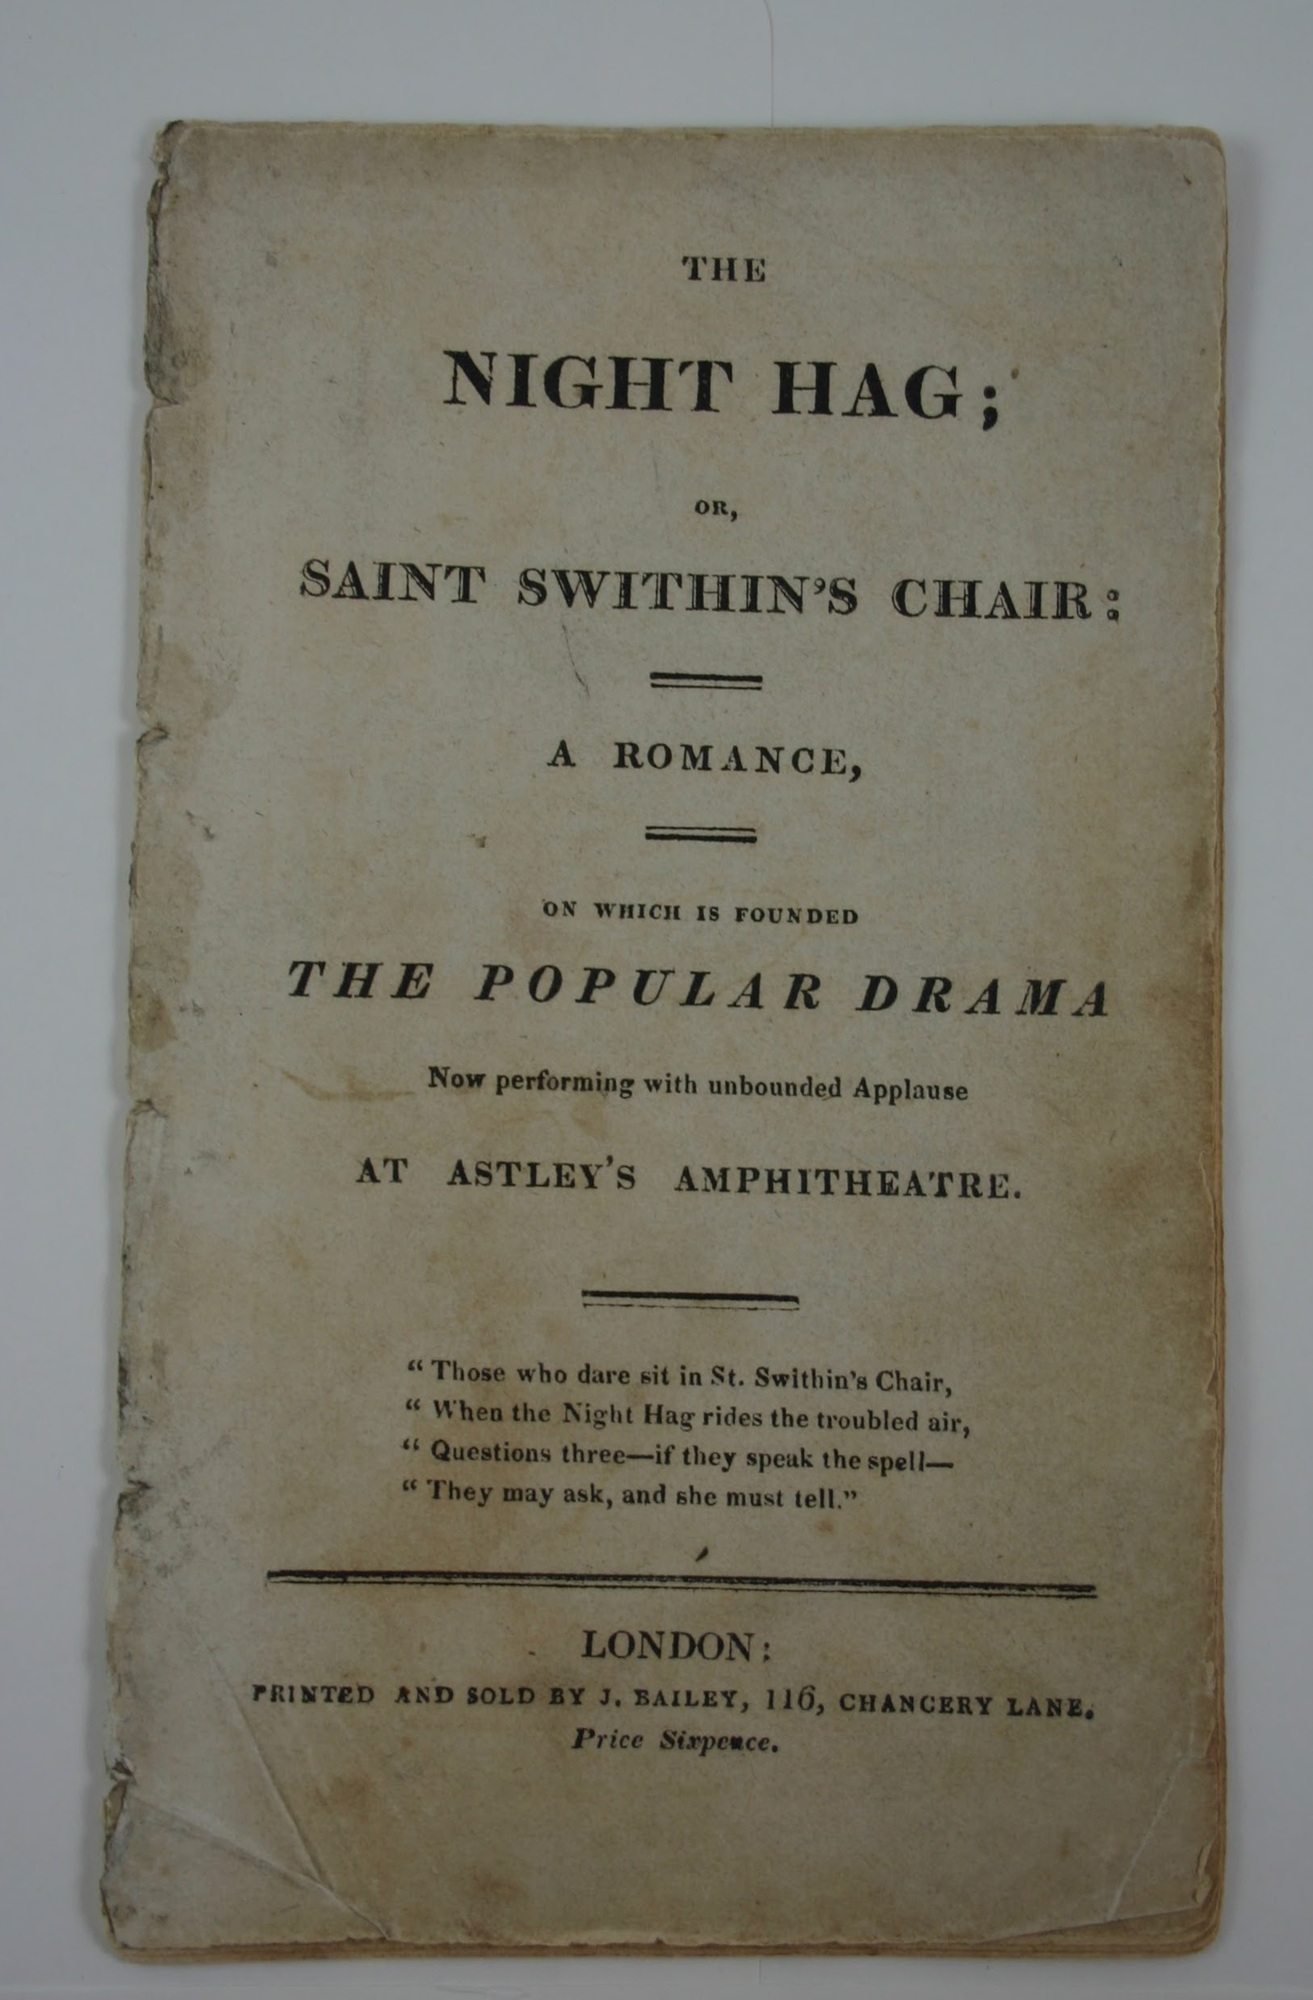 THE
NIGHT HAG;
OR,
SAINT SWITHIN'S CHAIR:
A ROMANCE,
ON WHICH IS FOUNDED
THE POPULAR DRAMA
Now performing with unbounded Applause
AT ASTLEY'S AMPHITHEATRE.
“ Those who dare sit in St. Swithin's Chair,
“ When the Night Hag rides the troubled air,
“ Questions three—if they speak the spell—
“ They may ask, and she must tell.”
LONDON:
PRINTED AND SOLD BY J. BAILEY, 116, CHANCERY LANE.
Price Sixpence.